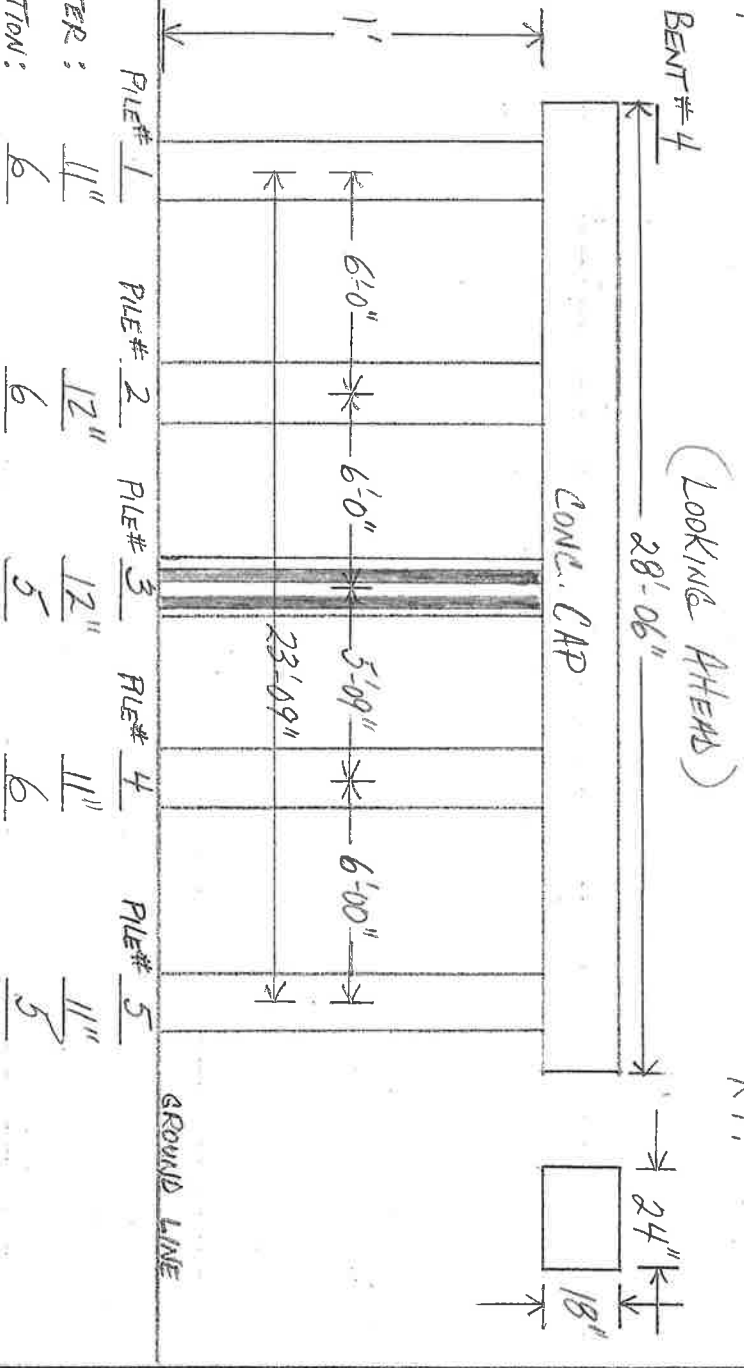 BENT # 4
(LOOKING AHEAD)
28'-06"
24"
18"
CONC. CAP
1'
6'-0"
6'-0"
5'-09"
6'-00"
23'-09"
GROUND LINE
PILE# 1 PILE# 2 PILE# 3 PILE# 4 PILE# 5
TER: 11" 12" 12" 11" 11"
TION: 6 6 5 6 5